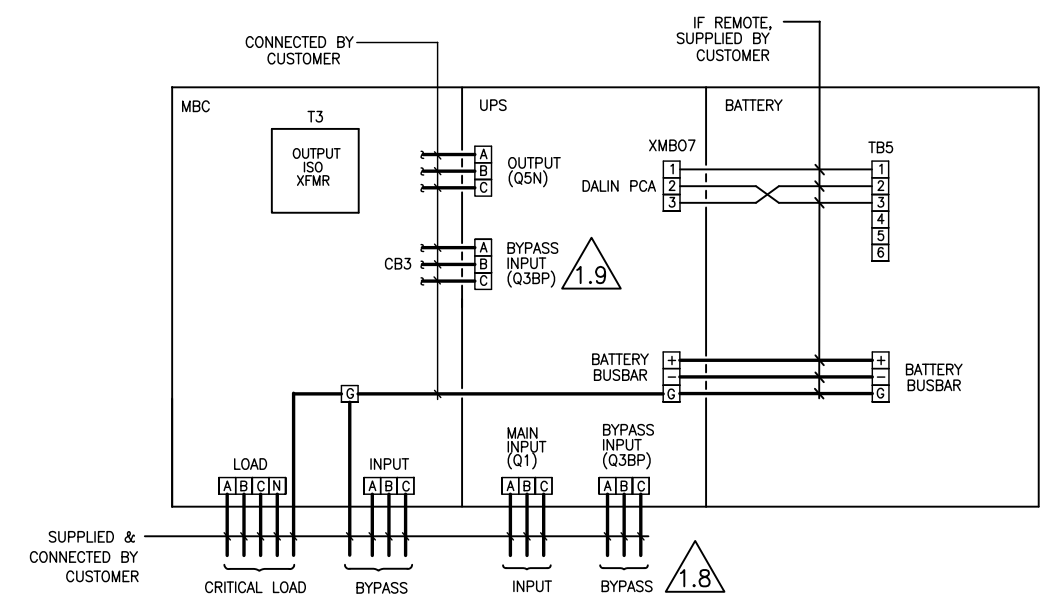 IF REMOTE,
SUPPLIED BY
CUSTOMER
CONNECTED BY
CUSTOMER
MBC
UPS
BATTERY
T3
OUTPUT
ISO
XFMR
A
B
C
OUTPUT
(Q5N)
XMB07
DALIN PCA
1
2
3
TB5
1
2
3
4
5
6
CB3
A
B
C
BYPASS
INPUT
(Q3BP)
1.9
BATTERY
BUSBAR
+
−
G
+
−
G
BATTERY
BUSBAR
G
LOAD
A B C N
INPUT
A B C
MAIN
INPUT
(Q1)
A B C
BYPASS
INPUT
(Q3BP)
A B C
SUPPLIED &
CONNECTED BY
CUSTOMER
CRITICAL LOAD
BYPASS
INPUT
BYPASS
1.8